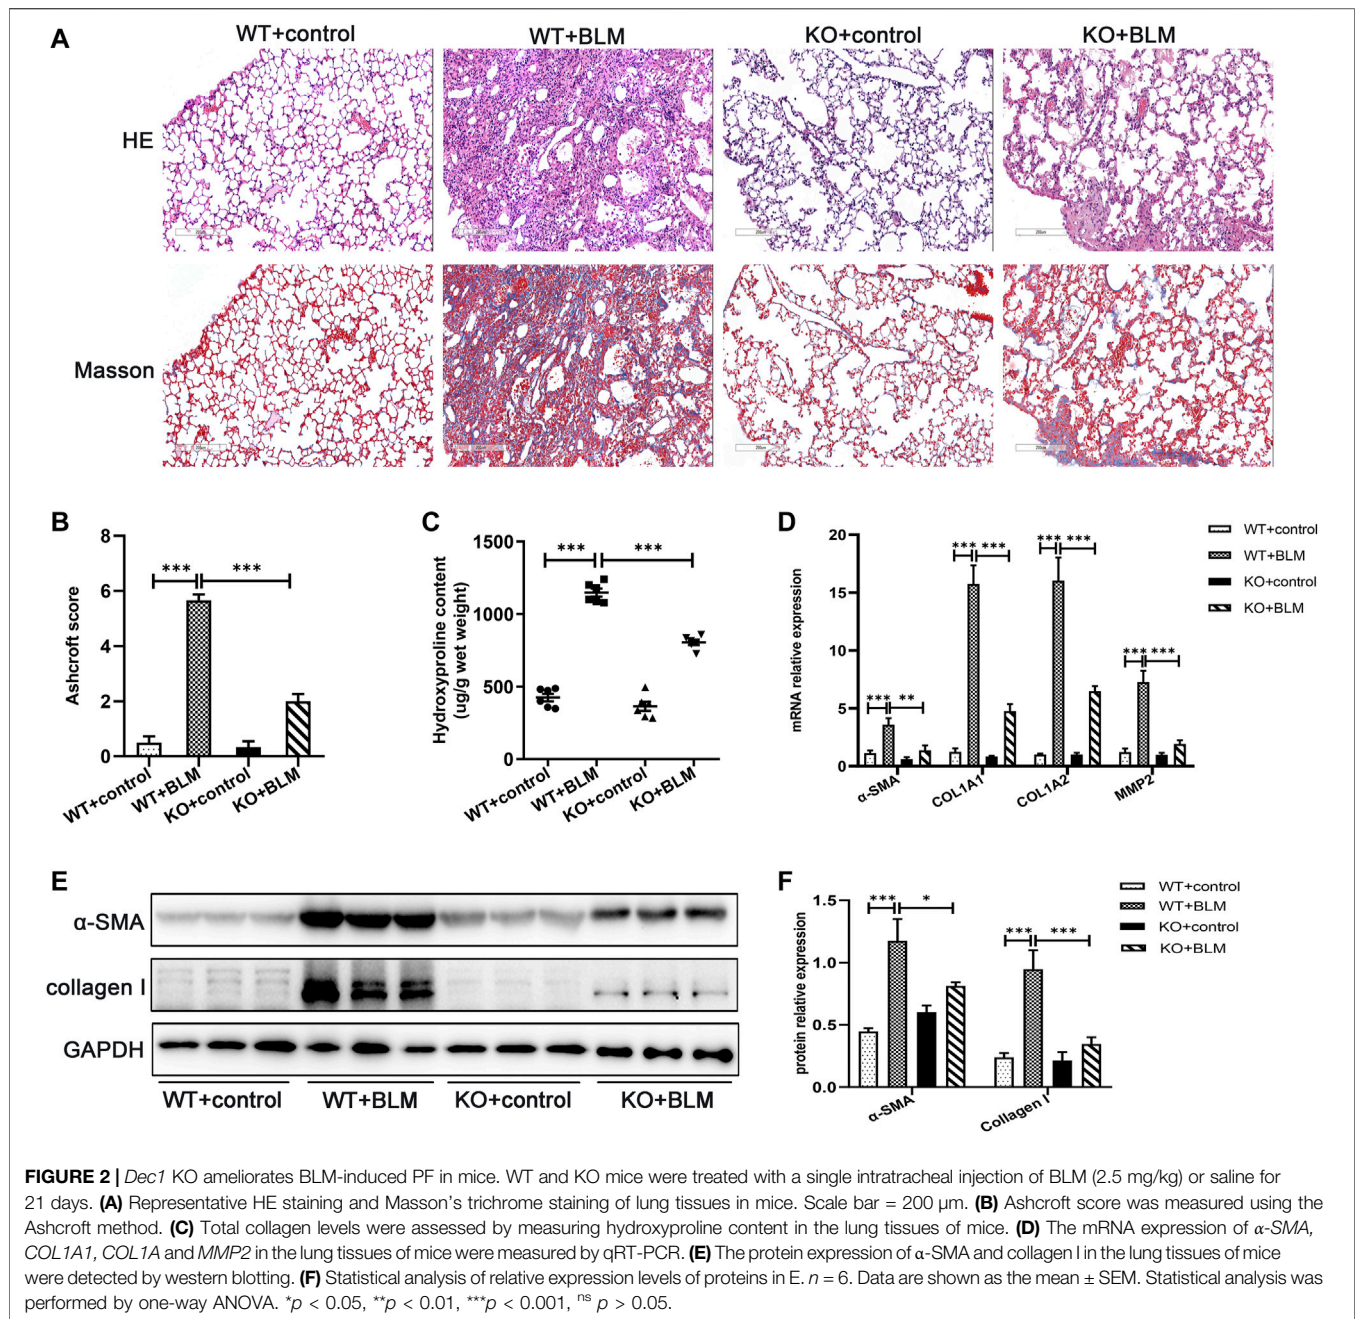 A
WT+control
WT+BLM
KO+control
KO+BLM
HE
200μm
200μm
200μm
Masson
200μm
200μm
200μm
B
Ashcroft score
8
6
4
2
0
***
***
WT+control
WT+BLM
KO+control
KO+BLM
C
Hydroxyproline content
(ug/g wet weight)
1500
1000
500
0
***
***
WT+control
WT+BLM
KO+control
KO+BLM
D
mRNA relative expression
20
15
10
5
0
***
**
***
***
***
***
***
***
α-SMA
COL1A1
COL1A2
MMP2
WT+control
WT+BLM
KO+control
KO+BLM
E
α-SMA
collagen I
GAPDH
WT+control
WT+BLM
KO+control
KO+BLM
F
protein relative expression
1.5
1.0
0.5
0.0
***
*
***
***
α-SMA
Collagen I
WT+control
WT+BLM
KO+control
KO+BLM
FIGURE 2 | Dec1 KO ameliorates BLM-induced PF in mice. WT and KO mice were treated with a single intratracheal injection of BLM (2.5 mg/kg) or saline for
21 days. (A) Representative HE staining and Masson's trichrome staining of lung tissues in mice. Scale bar = 200 μm. (B) Ashcroft score was measured using the
Ashcroft method. (C) Total collagen levels were assessed by measuring hydroxyproline content in the lung tissues of mice. (D) The mRNA expression of α-SMA,
COL1A1, COL1A and MMP2 in the lung tissues of mice were measured by qRT-PCR. (E) The protein expression of α-SMA and collagen I in the lung tissues of mice
were detected by western blotting. (F) Statistical analysis of relative expression levels of proteins in E. n = 6. Data are shown as the mean ± SEM. Statistical analysis was
performed by one-way ANOVA. *p < 0.05, **p < 0.01, ***p < 0.001, ns p > 0.05.